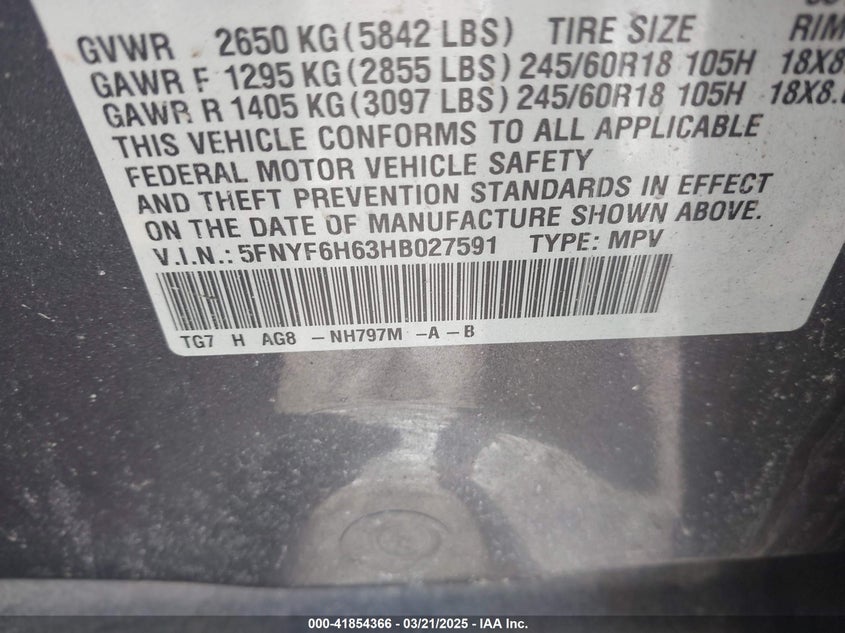 GVWR 2650 KG (5842 LBS) TIRE SIZE RIM
GAWR F 1295 KG (2855 LBS) 245/60R18 105H 18X8
GAWR R 1405 KG (3097 LBS) 245/60R18 105H 18X8.
THIS VEHICLE CONFORMS TO ALL APPLICABLE
FEDERAL MOTOR VEHICLE SAFETY
AND THEFT PREVENTION STANDARDS IN EFFECT
ON THE DATE OF MANUFACTURE SHOWN ABOVE.
V.I.N.: 5FNYF6H63HB027591 TYPE: MPV
TG7 H AG8 -NH797M -A-B
000-41854366 - 03/21/2025 - IAA Inc.